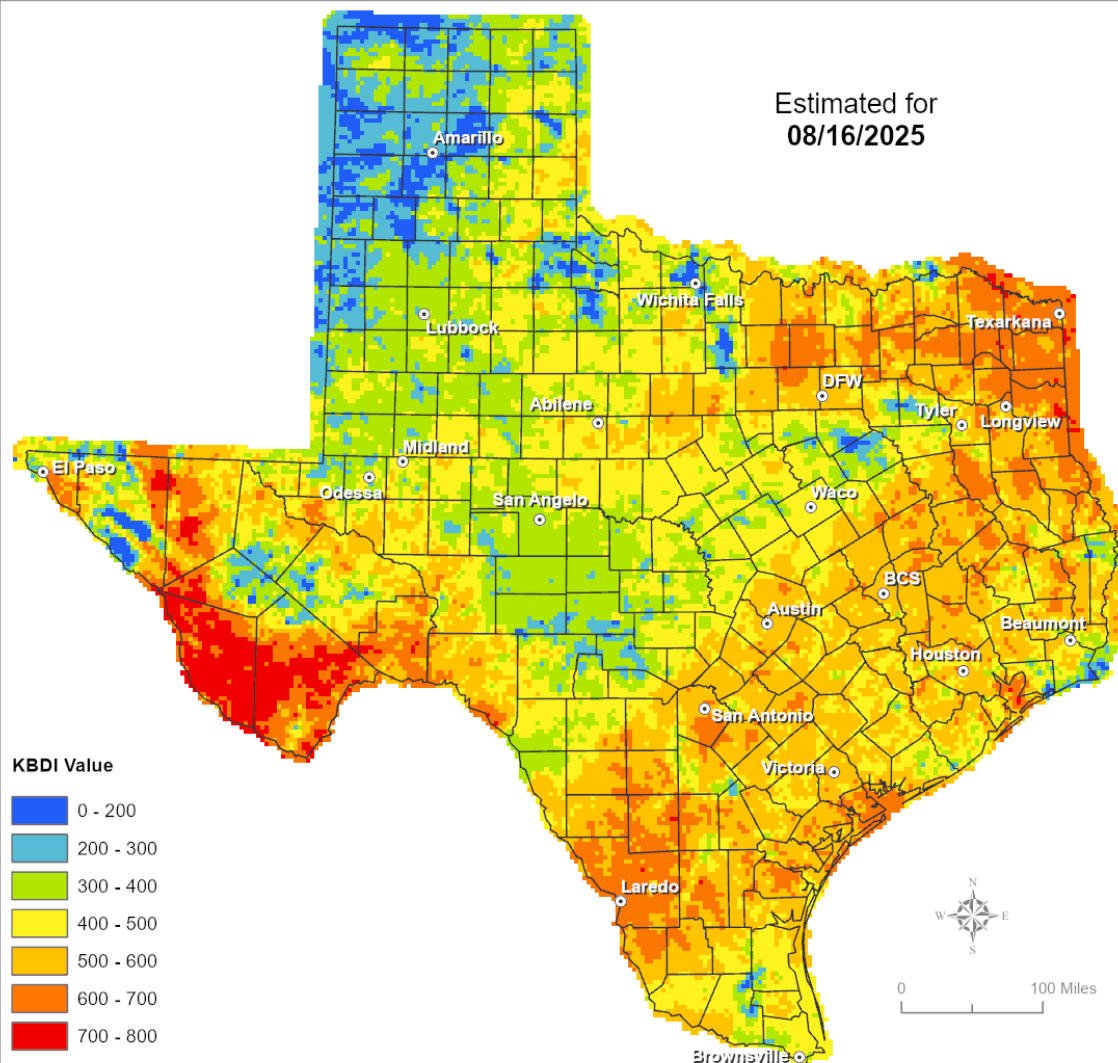 Estimated for
08/16/2025
Amarillo
Wichita Falls
Lubbock
Texarkana
DFW
Abilene
Tyler
Longview
Midland
El Paso
Odessa
San Angelo
Waco
BCS
Austin
Beaumont
Houston
San Antonio
Victoria
Laredo
Brownsville
KBDI Value
0 - 200
200 - 300
300 - 400
400 - 500
500 - 600
600 - 700
700 - 800
N
W E
S
0 100 Miles